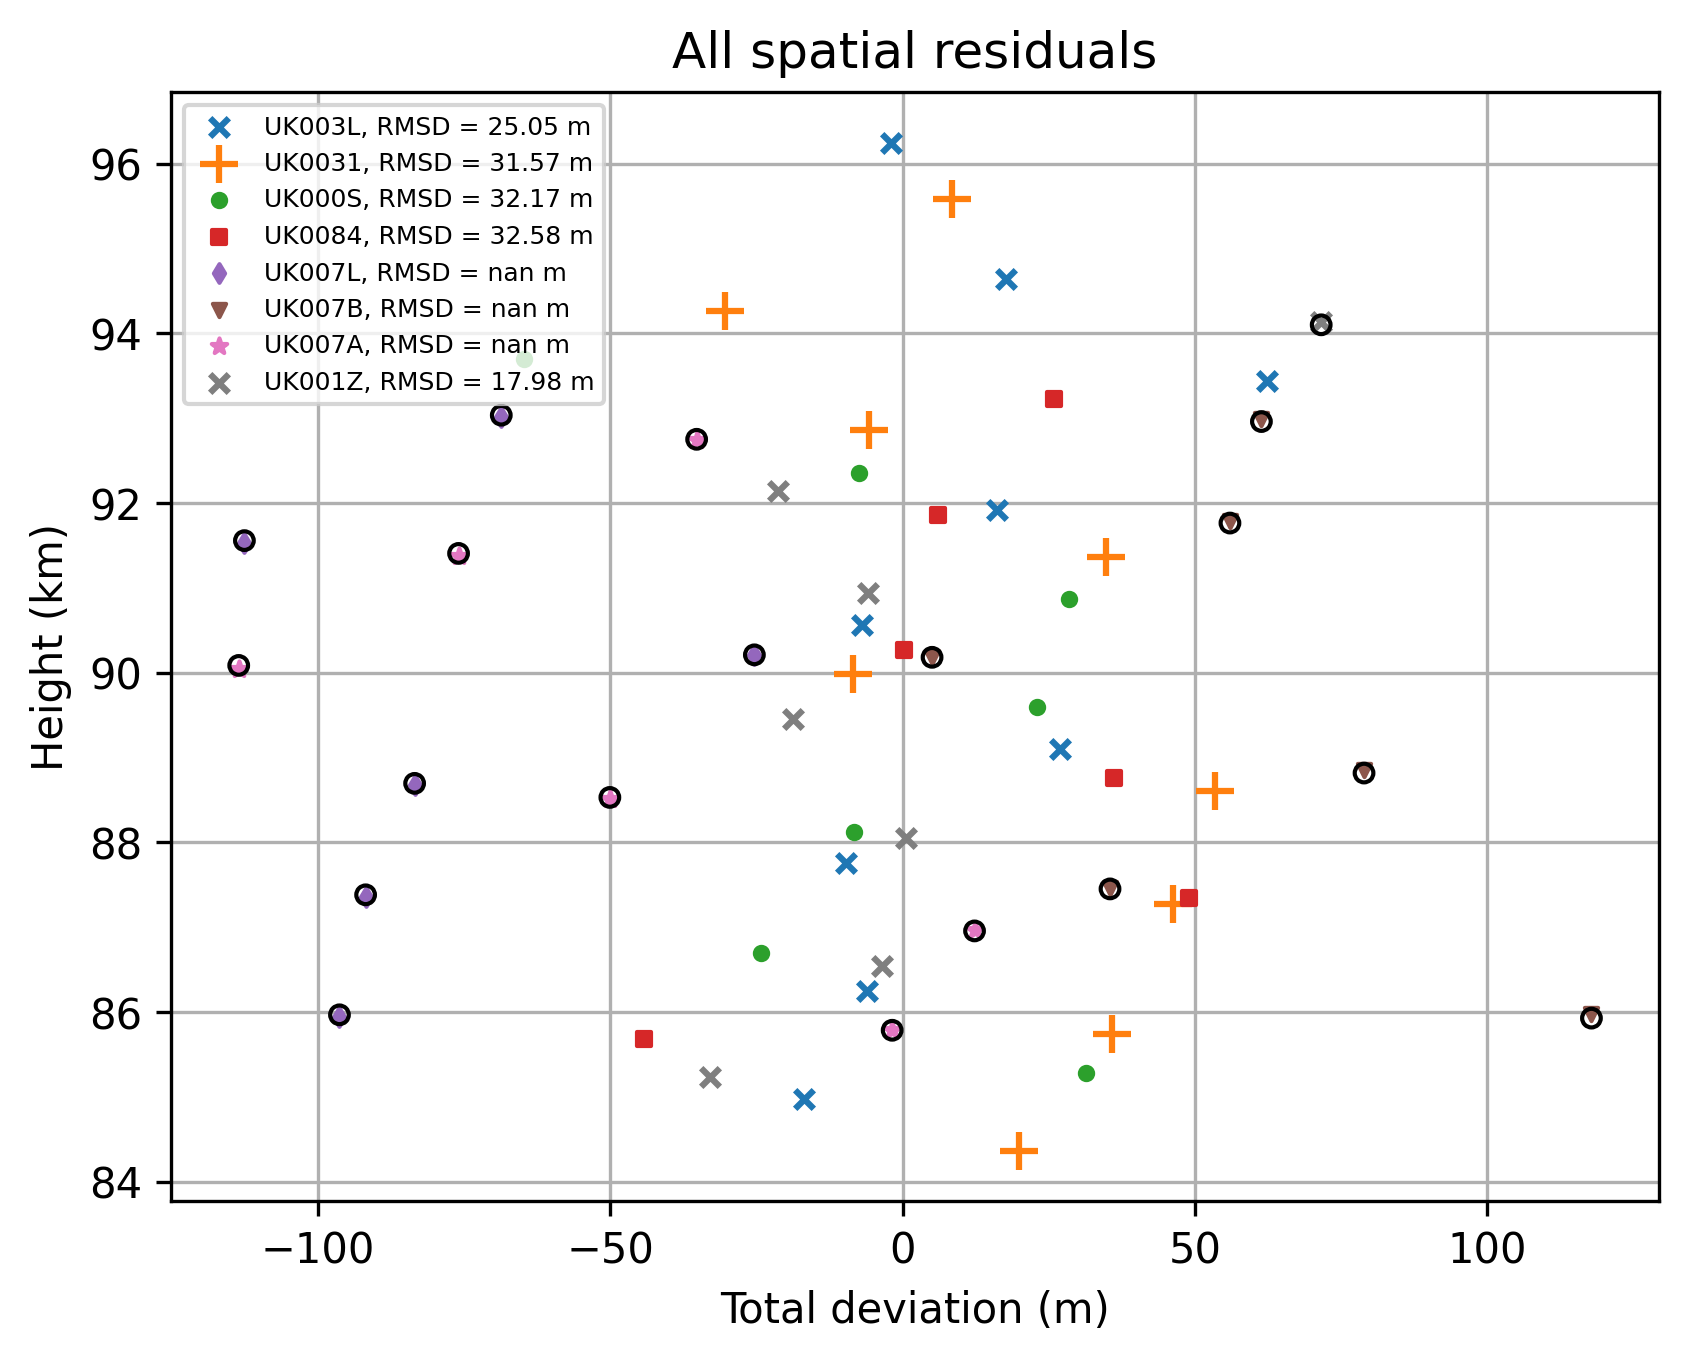 All spatial residuals
UK003L, RMSD = 25.05 m
UK0031, RMSD = 31.57 m
UK000S, RMSD = 32.17 m
UK0084, RMSD = 32.58 m
UK007L, RMSD = nan m
UK007B, RMSD = nan m
UK007A, RMSD = nan m
UK001Z, RMSD = 17.98 m
Height (km)
96
94
92
90
88
86
84
−100 −50 0 50 100
Total deviation (m)